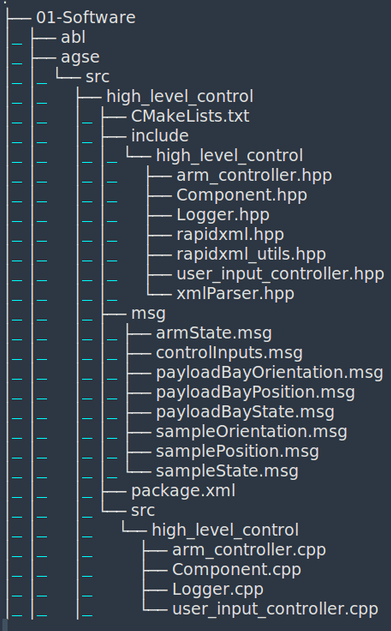 .
├── 01-Software
│_ ├── abl
│_ ├── agse
│_ │_ └── src
│_ │_     ├── high_level_control
│_ │_     │_ ├── CMakeLists.txt
│_ │_     │_ ├── include
│_ │_     │_ │_ └── high_level_control
│_ │_     │_ │_     ├── arm_controller.hpp
│_ │_     │_ │_     ├── Component.hpp
│_ │_     │_ │_     ├── Logger.hpp
│_ │_     │_ │_     ├── rapidxml.hpp
│_ │_     │_ │_     ├── rapidxml_utils.hpp
│_ │_     │_ │_     ├── user_input_controller.hpp
│_ │_     │_ │_     └── xmlParser.hpp
│_ │_     │_ ├── msg
│_ │_     │_ │_ ├── armState.msg
│_ │_     │_ │_ ├── controlInputs.msg
│_ │_     │_ │_ ├── payloadBayOrientation.msg
│_ │_     │_ │_ ├── payloadBayPosition.msg
│_ │_     │_ │_ ├── payloadBayState.msg
│_ │_     │_ │_ ├── sampleOrientation.msg
│_ │_     │_ │_ ├── samplePosition.msg
│_ │_     │_ │_ └── sampleState.msg
│_ │_     │_ ├── package.xml
│_ │_     │_ └── src
│_ │_     │_     └── high_level_control
│_ │_     │_         ├── arm_controller.cpp
│_ │_     │_         ├── Component.cpp
│_ │_     │_         ├── Logger.cpp
│_ │_     │_         └── user_input_controller.cpp